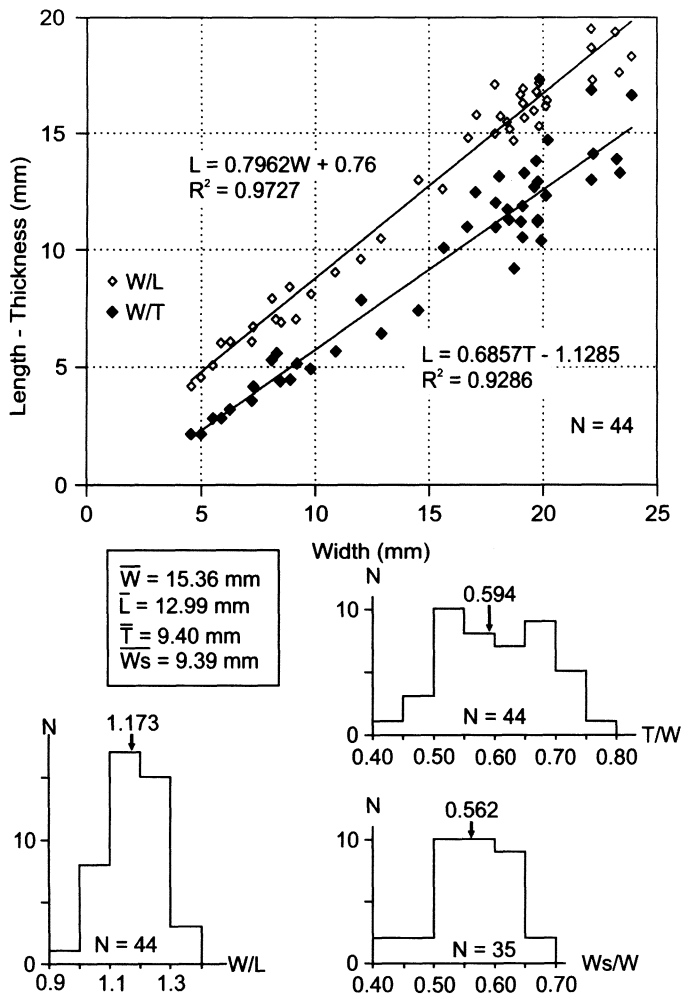 20
15
10
5
0
Length - Thickness (mm)
L = 0.7962W + 0.76
R² = 0.9727
W/L
W/T
L = 0.6857T - 1.1285
R² = 0.9286
N = 44
0 5 10 15 20 25
Width (mm)
W̅ = 15.36 mm
L̅ = 12.99 mm
T̅ = 9.40 mm
W̅s̅ = 9.39 mm
N
0.594
10
0
N = 44
T/W
0.40 0.50 0.60 0.70 0.80
N
1.173
10
0
N = 44
W/L
0.9 1.1 1.3
N
0.562
10
0
N = 35
Ws/W
0.40 0.50 0.60 0.70